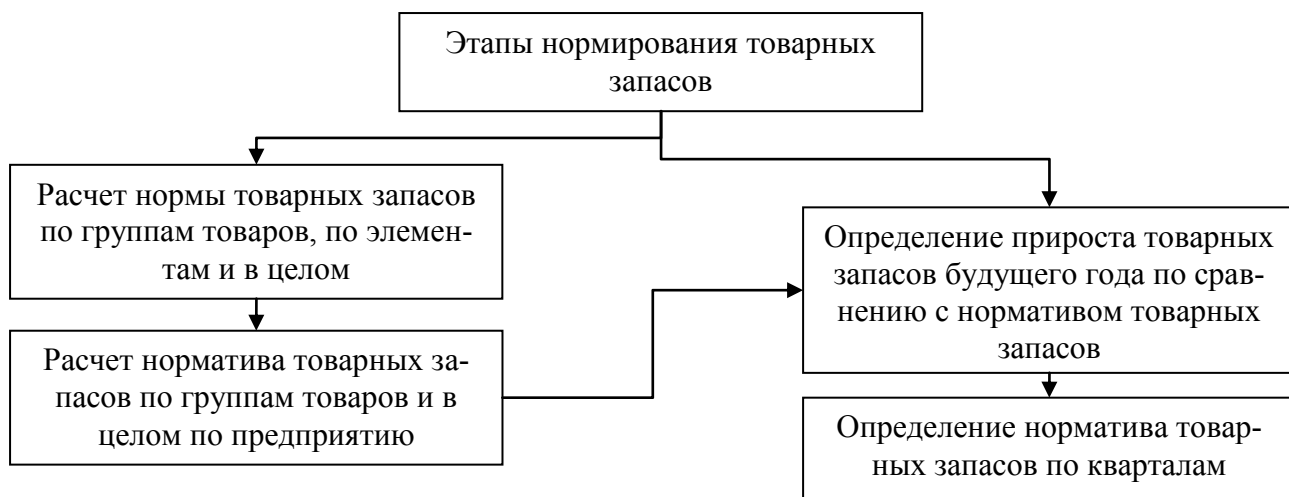 Этапы нормирования товарных
запасов
Расчет нормы товарных запасов
по группам товаров, по элемен-
там и в целом
Расчет норматива товарных за-
пасов по группам товаров и в
целом по предприятию
Определение прироста товарных
запасов будущего года по срав-
нению с нормативом товарных
запасов
Определение норматива товар-
ных запасов по кварталам